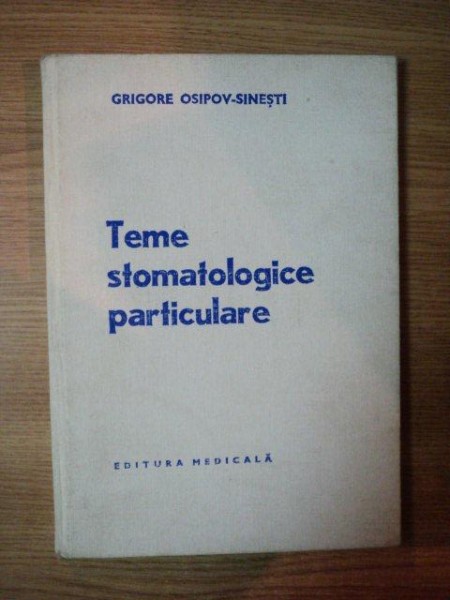 GRIGORE OSIPOV-SINEȘTI
Teme
stomatologice
particulare
EDITURA MEDICALĂ